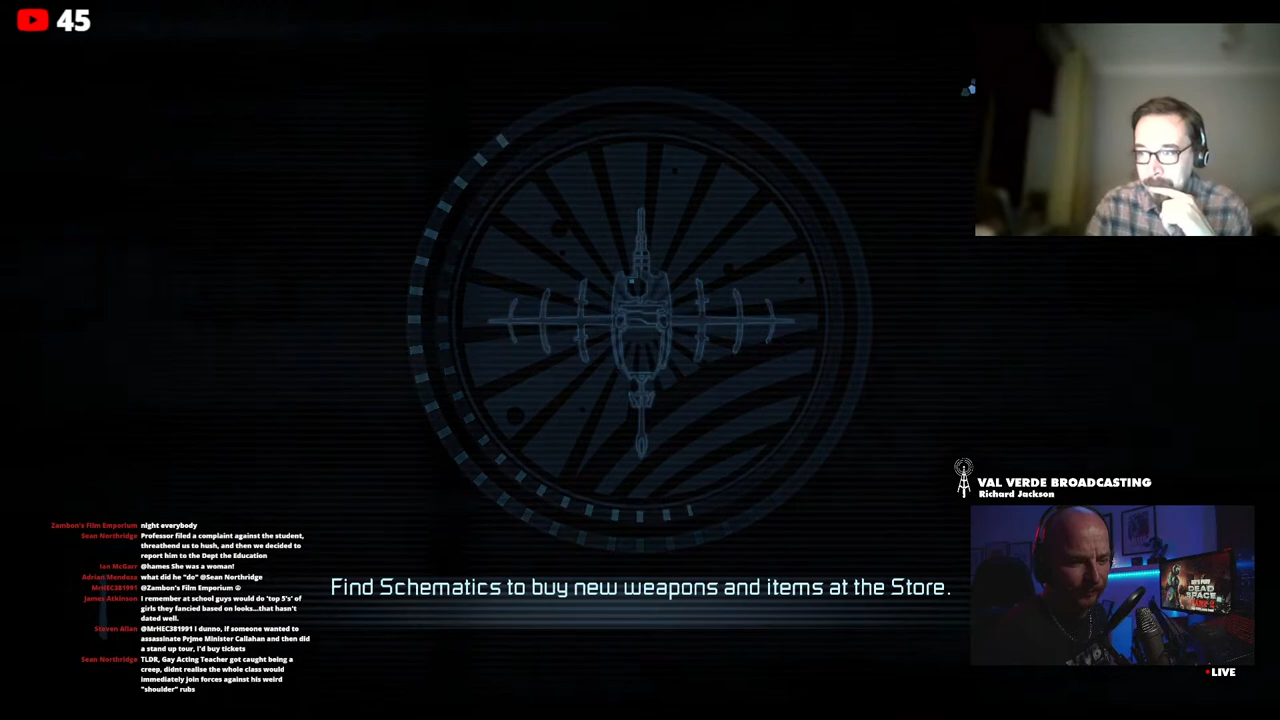 45
VAL VERDE BROADCASTING
Richard Jackson
Zambon's Film Emporium night everybody
Sean Northridge Professor filed a complaint against the student,
threathend us to hush, and then we decided to
report him to the Dept the Education
Ian McGarr @hames She was a woman!
Adrian Mendoza what did he "do" @Sean Northridge
MrHEC381991 @Zambon's Film Emporium
James Atkinson I remember at school guys would do 'top 5's' of
girls they fancied based on looks...that hasn't
dated well.
Steven Allan @MrHEC381991 I dunno, if someone wanted to
assassinate Prjme Minister Callahan and then did
a stand up tour, I'd buy tickets
Sean Northridge TLDR, Gay Acting Teacher got caught being a
creep, didnt realise the whole class would
immediately join forces against his weird
"shoulder" rubs
Find Schematics to buy new weapons and items at the Store.
DEAD
SPACE
LIVE